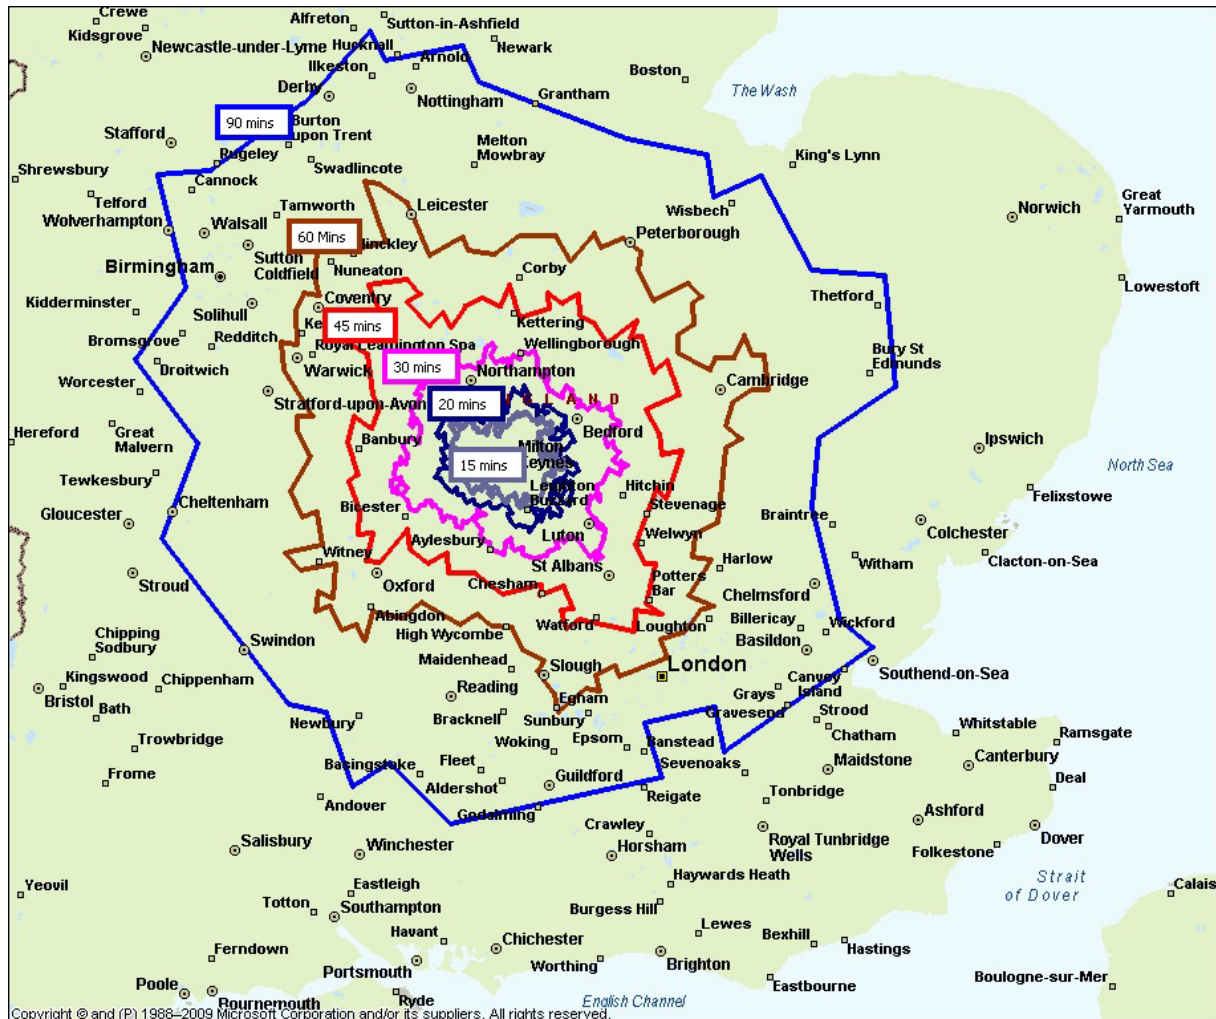 Crewe
Kidsgrove
Newcastle-under-Lyme
Alfreton
Sutton-in-Ashfield
Hucknall
Newark
Arnold
Ilkeston
Boston
Derby
Nottingham
Grantham
The Wash
90 mins
Burton
upon Trent
Stafford
Rugeley
Swadlincote
Melton
Mowbray
King's Lynn
Shrewsbury
Cannock
Telford
Tamworth
Leicester
Wisbech
Norwich
Great
Yarmouth
Wolverhampton
Walsall
60 Mins
Peterborough
Sutton
Coldfield
Nuneaton
Birmingham
Corby
Lowestoft
Kidderminster
Solihull
Coventry
Thetford
Bromsgrove
Redditch
45 mins
Kettering
Royal Leamington Spa
Wellingborough
Bury St
Edmunds
Droitwich
Warwick
30 mins
Worcester
Northampton
Cambridge
Stratford-upon-Avon
20 mins
L A N D
Hereford
Great
Malvern
Banbury
Bedford
Milton
Keynes
Ipswich
15 mins
North Sea
Tewkesbury
Leighton
Buzzard
Hitchin
Felixstowe
Cheltenham
Bicester
Stevenage
Gloucester
Braintree
Colchester
Aylesbury
Luton
Welwyn
Witney
Harlow
Witham
Clacton-on-Sea
Stroud
Oxford
St Albans
Chesham
Potters
Bar
Chelmsford
Abingdon
Watford
Loughton
Billericay
Wickford
Chipping
Sodbury
High Wycombe
Basildon
Swindon
Maidenhead
Slough
London
Southend-on-Sea
Kingswood
Chippenham
Reading
Canvey
Island
Bristol
Egham
Grays
Bath
Newbury
Bracknell
Sunbury
Gravesend
Strood
Whitstable
Ramsgate
Trowbridge
Woking
Epsom
Banstead
Chatham
Frome
Basingstoke
Fleet
Sevenoaks
Maidstone
Canterbury
Aldershot
Guildford
Deal
Andover
Reigate
Tonbridge
Godalming
Ashford
Dover
Salisbury
Winchester
Crawley
Horsham
Royal Tunbridge
Wells
Folkestone
Yeovil
Eastleigh
Haywards Heath
Strait
of Dover
Calais
Totton
Southampton
Burgess Hill
Ferndown
Havant
Chichester
Lewes
Bexhill
Hastings
Portsmouth
Worthing
Brighton
Eastbourne
Boulogne-sur-Mer
Poole
Bournemouth
Ryde
English Channel
Copyright © and (P) 1988–2009 Microsoft Corporation and/or its suppliers. All rights reserved.